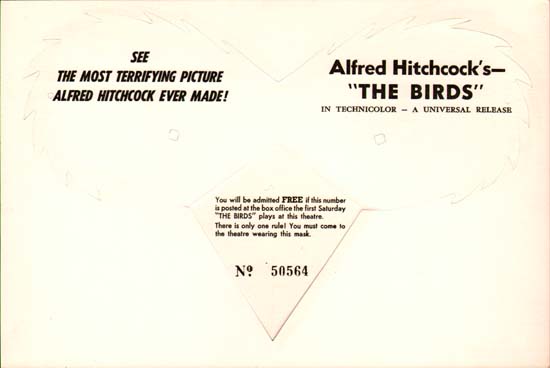 SEE
THE MOST TERRIFYING PICTURE
ALFRED HITCHCOCK EVER MADE!
Alfred Hitchcock's—
"THE BIRDS"
IN TECHNICOLOR — A UNIVERSAL RELEASE
You will be admitted FREE if this number
is posted at the box office the first Saturday
"THE BIRDS" plays at this theatre.
There is only one rule! You must come to
the theatre wearing this mask.
Nº 50564